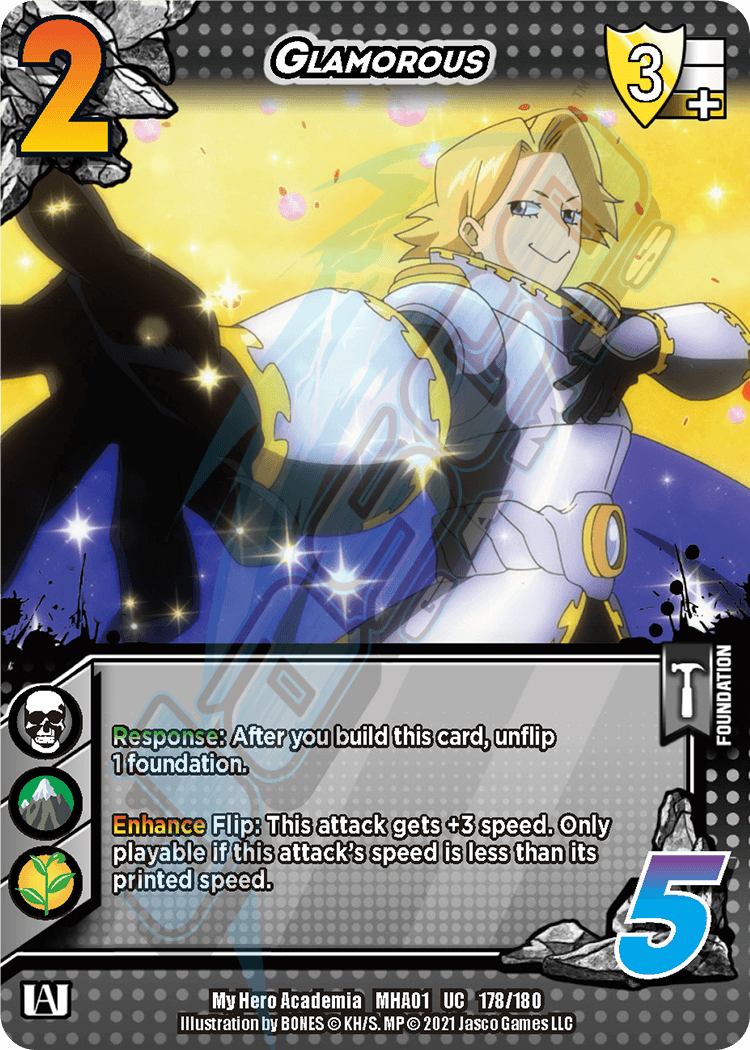 2
GLAMOROUS
3
+
Response: After you build this card, unflip
1 foundation.
Enhance Flip: This attack gets +3 speed. Only
playable if this attack's speed is less than its
printed speed.
FOUNDATION
5
UA
My Hero Academia MHA01 UC 178/180
Illustration by BONES © KH/S. MP © 2021 Jasco Games LLC